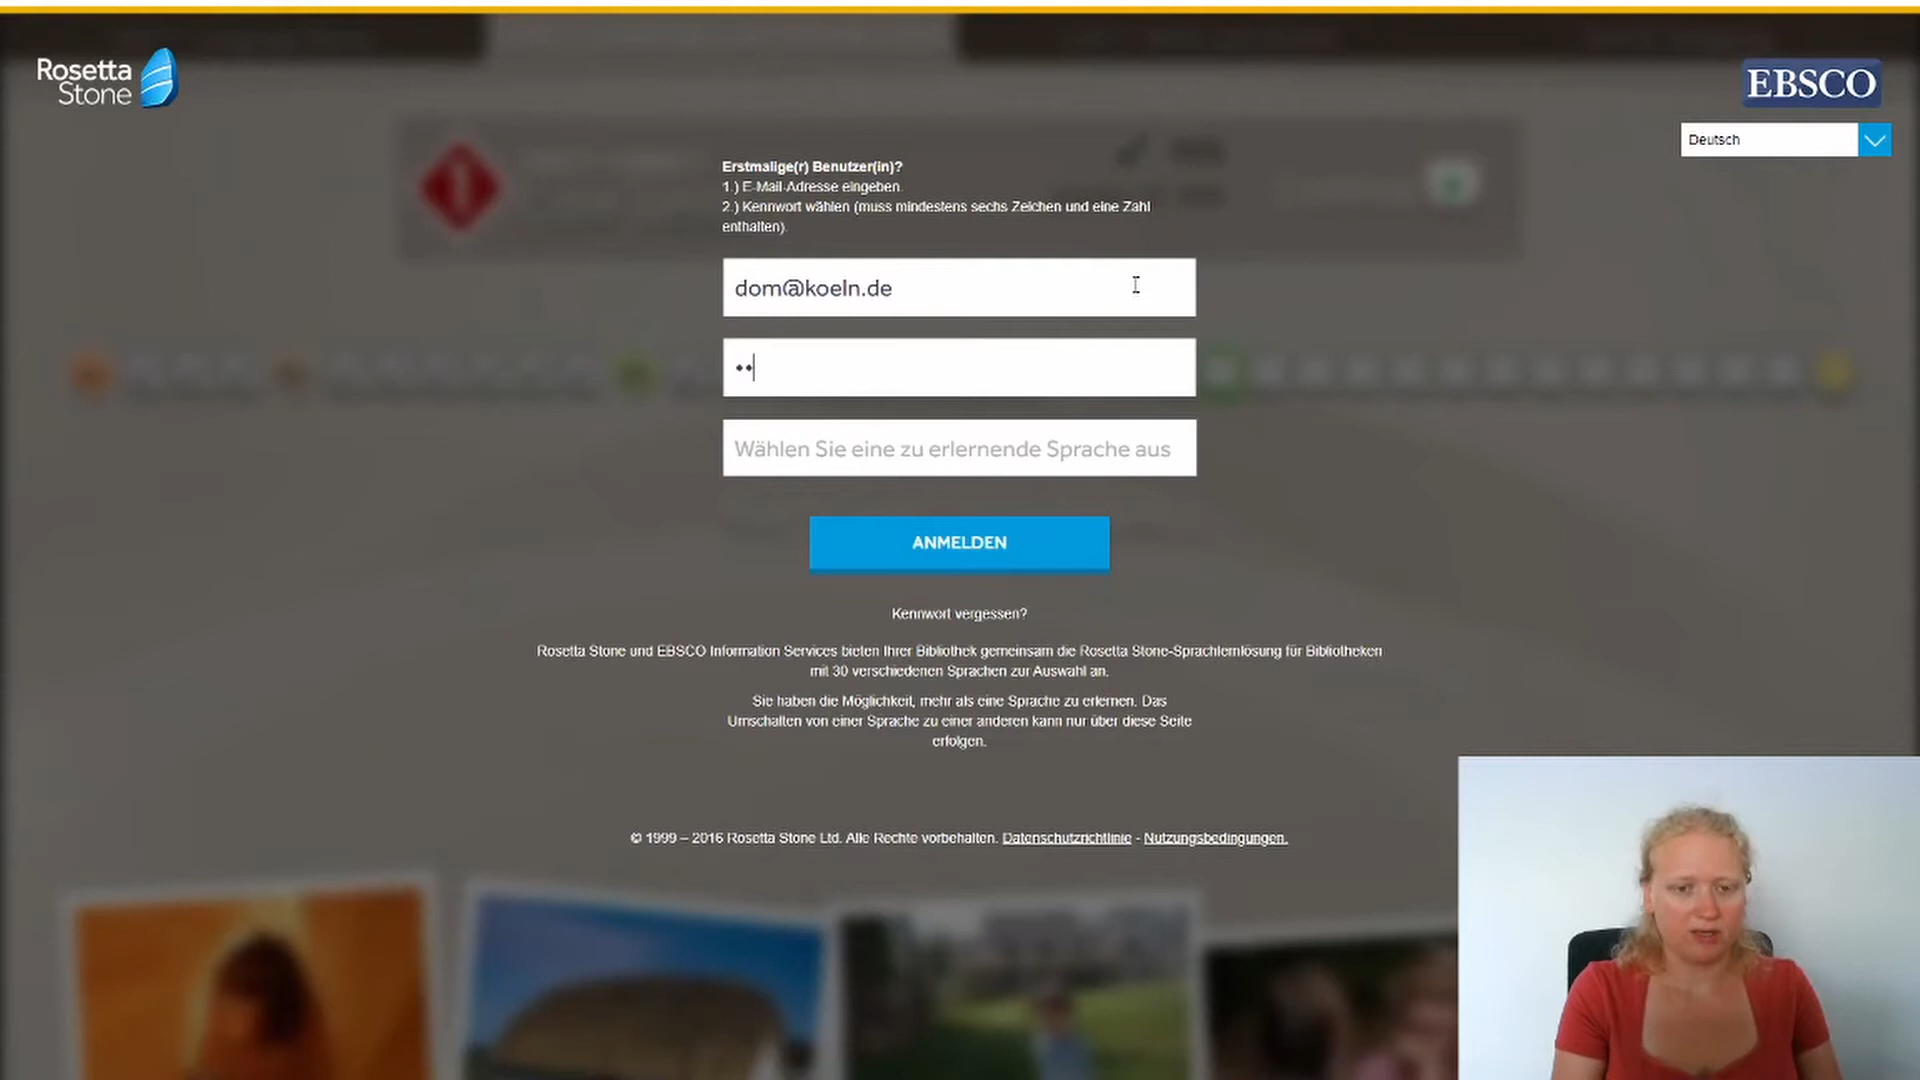 Rosetta
Stone
EBSCO
Deutsch
Erstmalige(r) Benutzer(in)?
1.) E-Mail-Adresse eingeben.
2.) Kennwort wählen (muss mindestens sechs Zeichen und eine Zahl
enthalten).
dom@koeln.de
Wählen Sie eine zu erlernende Sprache aus
ANMELDEN
Kennwort vergessen?
Rosetta Stone und EBSCO Information Services bieten Ihrer Bibliothek gemeinsam die Rosetta Stone-Sprachlernlösung für Bibliotheken
mit 30 verschiedenen Sprachen zur Auswahl an.
Sie haben die Möglichkeit, mehr als eine Sprache zu erlernen. Das
Umschalten von einer Sprache zu einer anderen kann nur über diese Seite
erfolgen.
© 1999 – 2016 Rosetta Stone Ltd. Alle Rechte vorbehalten. Datenschutzrichtlinie - Nutzungsbedingungen.